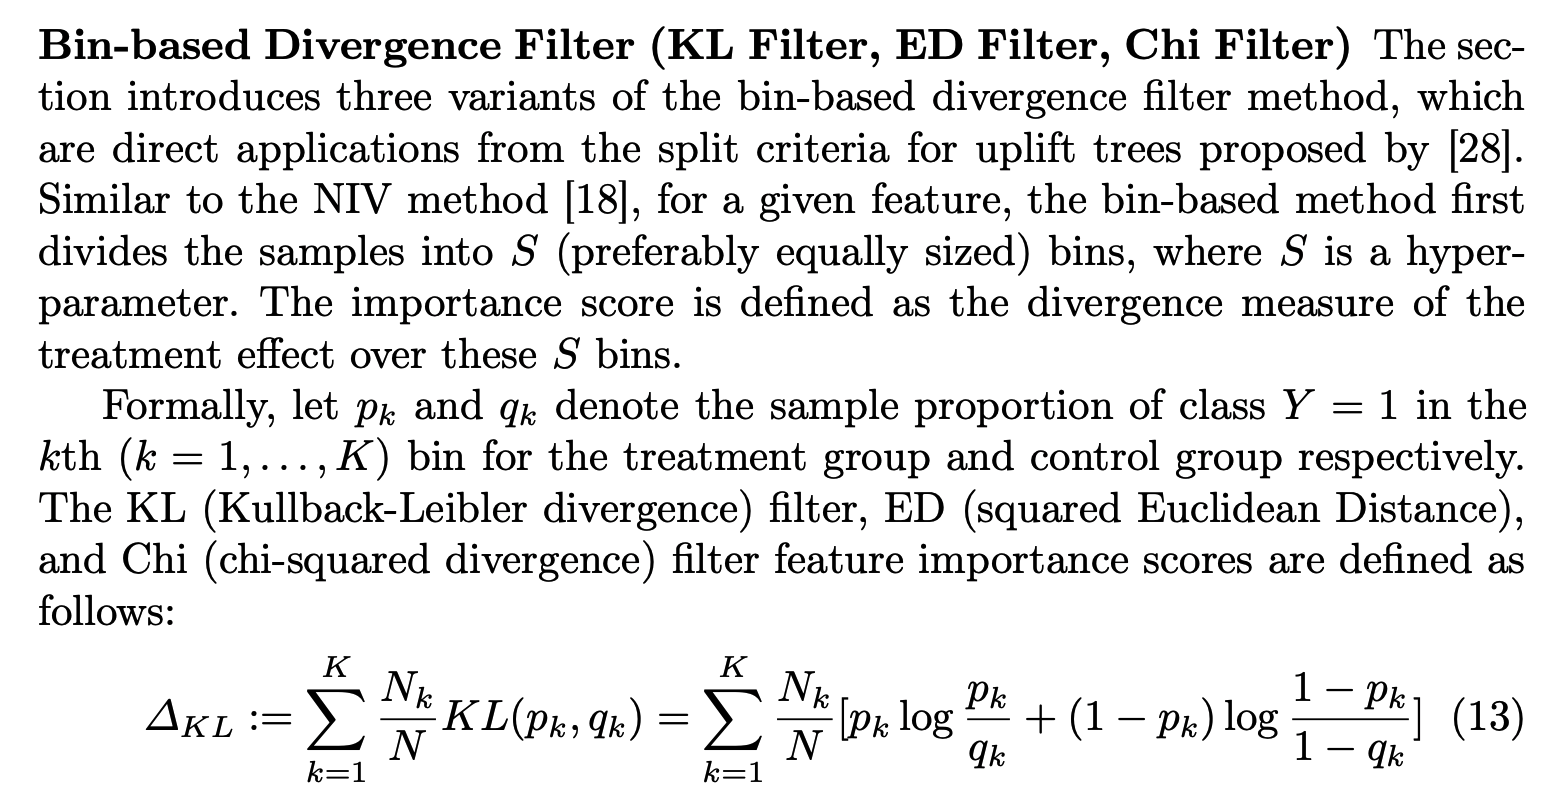 Bin-based Divergence Filter (KL Filter, ED Filter, Chi Filter) The sec-
tion introduces three variants of the bin-based divergence filter method, which
are direct applications from the split criteria for uplift trees proposed by [28].
Similar to the NIV method [18], for a given feature, the bin-based method first
divides the samples into S (preferably equally sized) bins, where S is a hyper-
parameter. The importance score is defined as the divergence measure of the
treatment effect over these S bins.
Formally, let p_k and q_k denote the sample proportion of class Y = 1 in the
kth (k = 1, . . . , K) bin for the treatment group and control group respectively.
The KL (Kullback-Leibler divergence) filter, ED (squared Euclidean Distance),
and Chi (chi-squared divergence) filter feature importance scores are defined as
follows:
Δ_{KL} := \sum_{k=1}^{K} \frac{N_k}{N} KL(p_k, q_k) = \sum_{k=1}^{K} \frac{N_k}{N} [p_k \log \frac{p_k}{q_k} + (1 − p_k) \log \frac{1 − p_k}{1 − q_k}] (13)